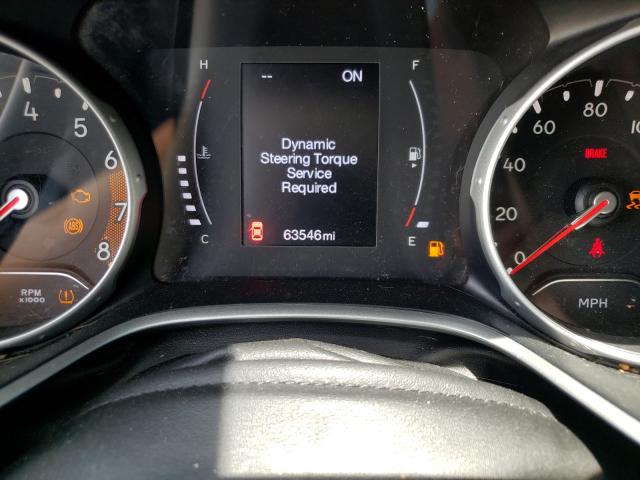 H
-- ON
F
Dynamic
Steering Torque
Service
Required
63546mi
C
E
4
5
6
7
8
ABS
RPM
x1000
0
20
40
60
80
BRAKE
MPH